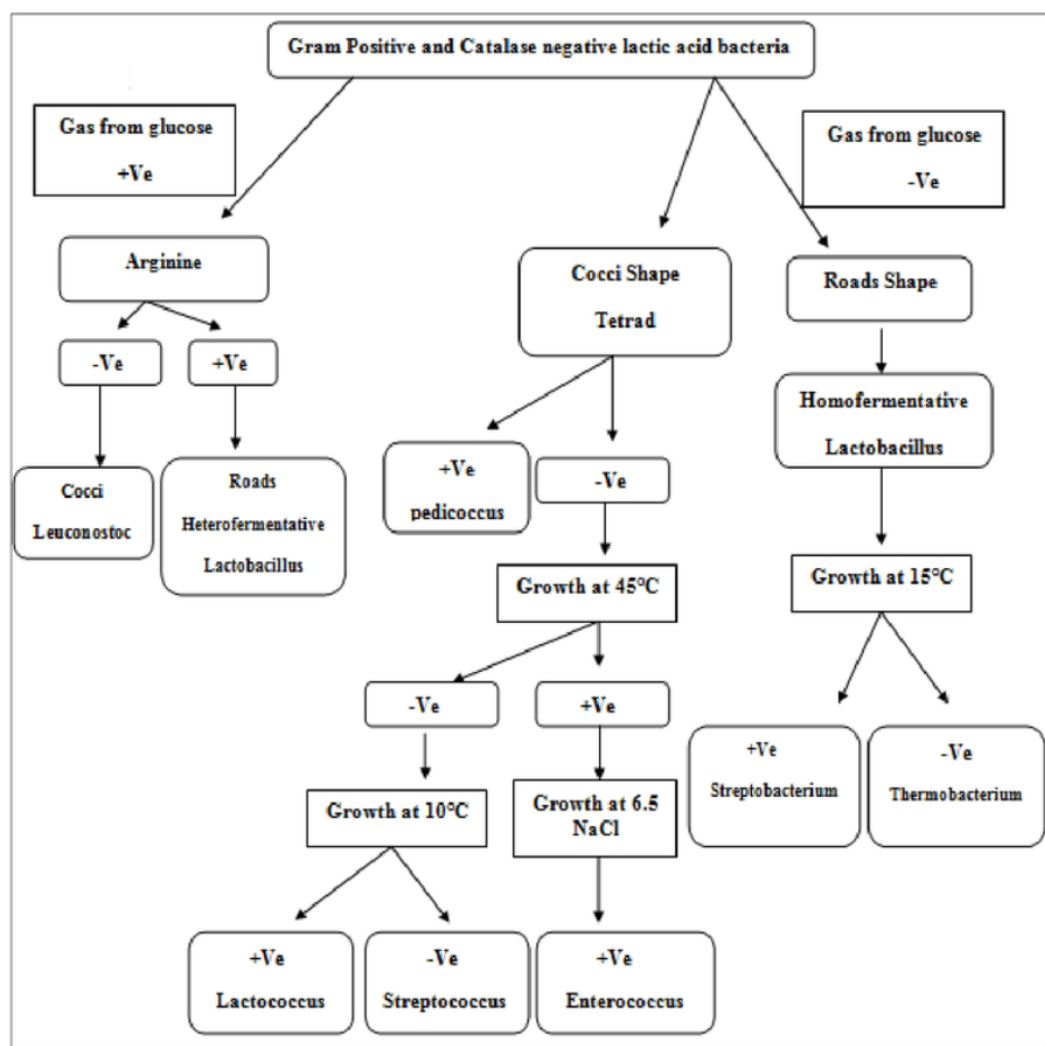 Gram Positive and Catalase negative lactic acid bacteria
Gas from glucose
+Ve
Gas from glucose
-Ve
Arginine
Cocci Shape
Tetrad
Roads Shape
-Ve
+Ve
Homofermentative
Lactobacillus
Cocci
Leuconostoc
Roads
Heterofermentative
Lactobacillus
+Ve
pedicoccus
-Ve
Growth at 45°C
Growth at 15°C
-Ve
+Ve
+Ve
Streptobacterium
-Ve
Thermobacterium
Growth at 10°C
Growth at 6.5
NaCl
+Ve
Lactococcus
-Ve
Streptococcus
+Ve
Enterococcus